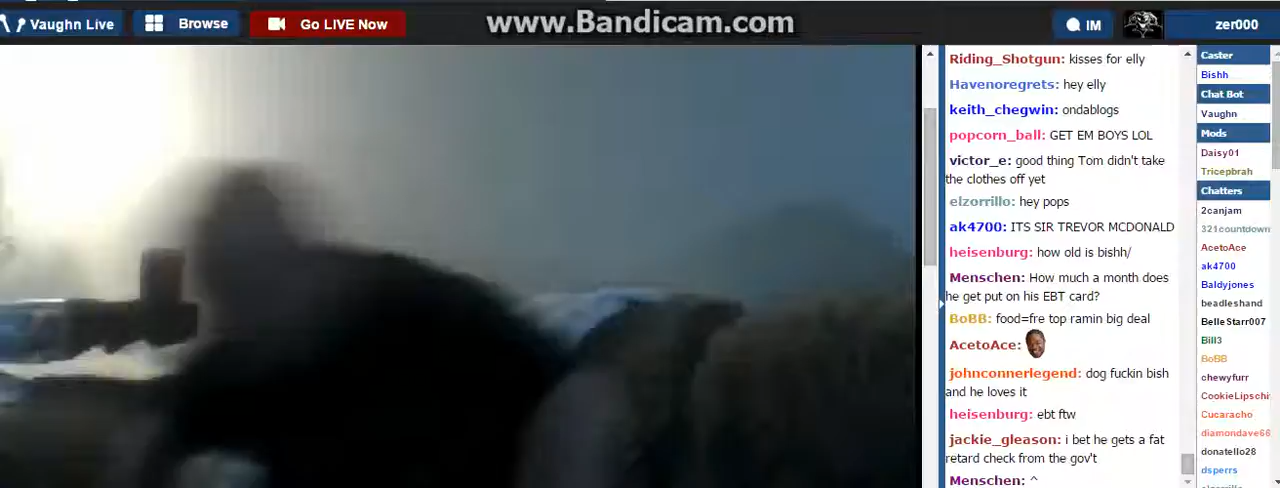 www.Bandicam.com
Vaughn Live
Browse
Go LIVE Now
IM
zer000
Riding_Shotgun: kisses for elly
Havenoregrets: hey elly
keith_chegwin: ondablogs
popcorn_ball: GET EM BOYS LOL
victor_e: good thing Tom didn't take
the clothes off yet
elzorrillo: hey pops
ak4700: ITS SIR TREVOR MCDONALD
heisenburg: how old is bishh/
Menschen: How much a month does
he get put on his EBT card?
BoBB: food=fre top ramin big deal
AcetoAce:
johnconnerlegend: dog fuckin bish
and he loves it
heisenburg: ebt ftw
jackie_gleason: i bet he gets a fat
retard check from the gov't
Menschen: ^
Caster
Bishh
Chat Bot
Vaughn
Mods
Daisy01
Tricepbrah
Chatters
2canjam
321countdown
AcetoAce
ak4700
Baldyjones
beadleshand
BelleStarr007
Bill3
BoBB
chewyfurr
CookieLipschi
Cucaracho
diamondave66
donatello28
dsperrs